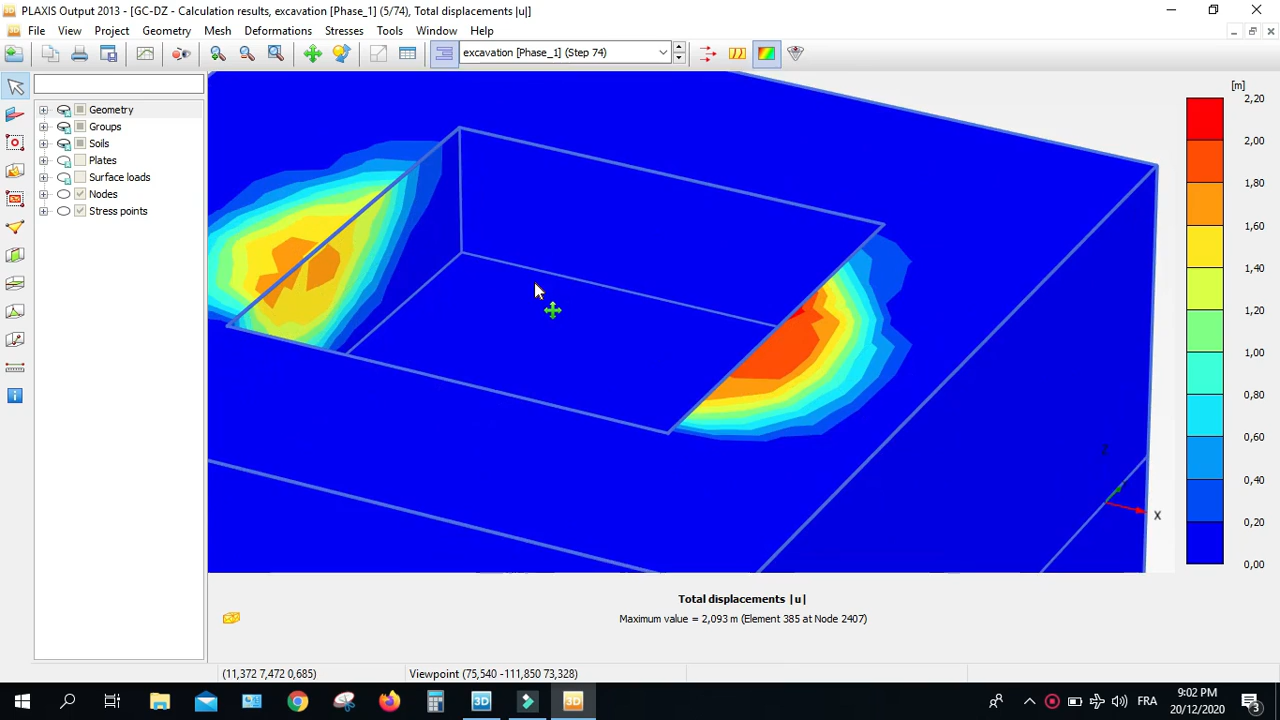 PLAXIS Output 2013 - [GC-DZ - Calculation results, excavation [Phase_1] (5/74), Total displacements |u|]
File View Project Geometry Mesh Deformations Stresses Tools Window Help
excavation [Phase_1] (Step 74)
Geometry
Groups
Soils
Plates
Surface loads
Nodes
Stress points
[m]
2,20
2,00
1,80
1,60
1,40
1,20
1,00
0,80
0,60
0,40
0,20
0,00
X
Total displacements |u|
Maximum value = 2,093 m (Element 385 at Node 2407)
(11,372 7,472 0,685) Viewpoint (75,540 -111,850 73,328)
3D 3D FRA 9:02 PM
20/12/2020 3